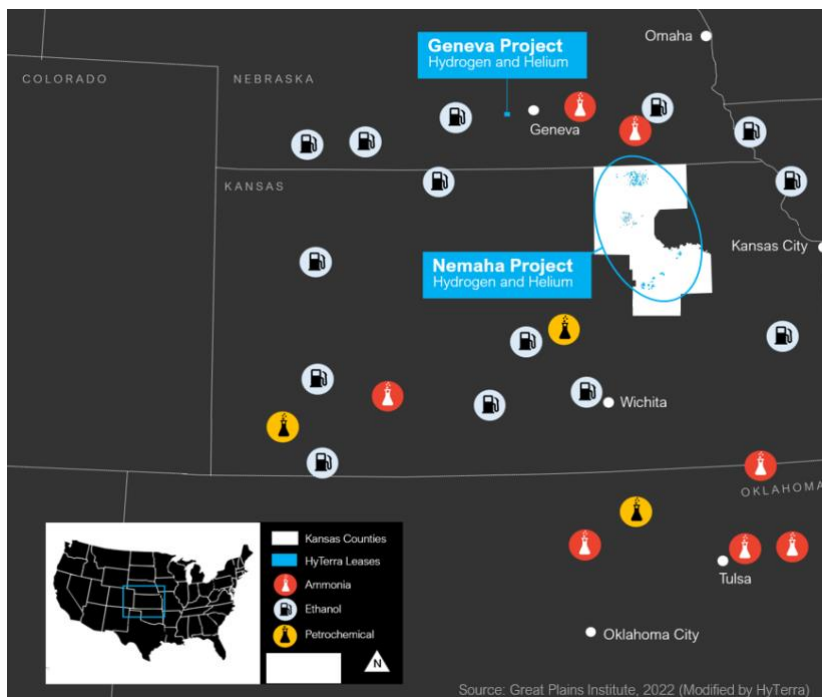 Geneva Project
Hydrogen and Helium
Omaha
COLORADO
NEBRASKA
Geneva
KANSAS
Kansas City
Nemaha Project
Hydrogen and Helium
Wichita
OKLAHOMA
Kansas Counties
HyTerra Leases
Ammonia
Ethanol
Petrochemical
N
Tulsa
Oklahoma City
Source: Great Plains Institute, 2022 (Modified by HyTerra)